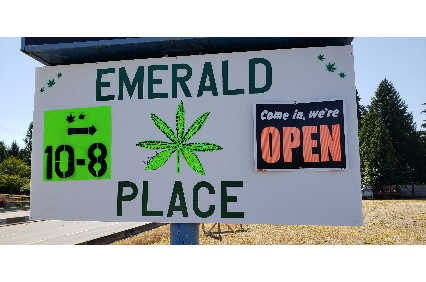 EMERALD
10-8
Come in, we're
OPEN
PLACE